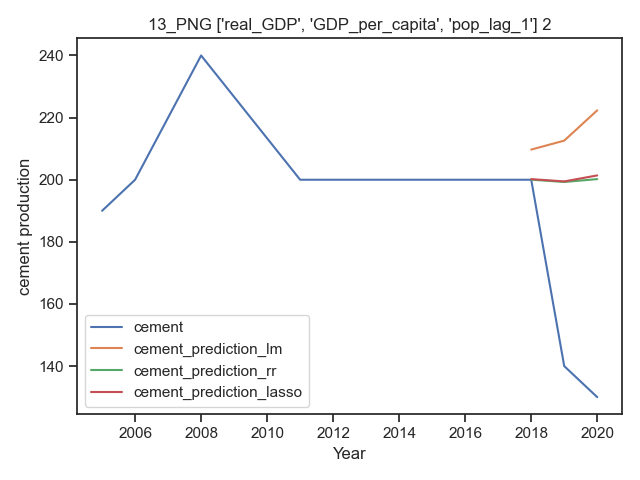 13_PNG ['real_GDP', 'GDP_per_capita', 'pop_lag_1'] 2
240
220
200
180
160
140
cement production
cement
cement_prediction_lm
cement_prediction_rr
cement_prediction_lasso
2006 2008 2010 2012 2014 2016 2018 2020
Year